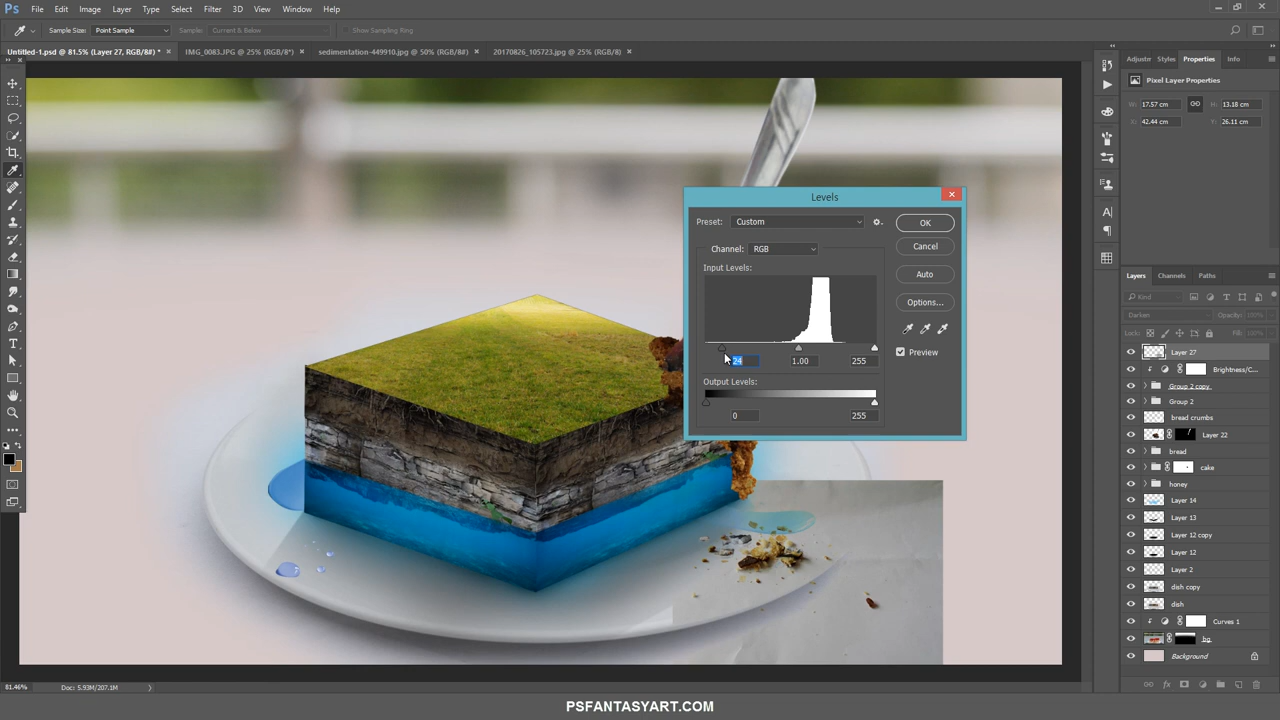 Ps File Edit Image Layer Type Select Filter 3D View Window Help
Sample Size: Point Sample Sample: Current & Below Show Sampling Ring
Untitled-1.psd @ 81.5% (Layer 27, RGB/8#) * × IMG_0083.JPG @ 25% (RGB/8*) × sedimentation-449910.jpg @ 50% (RGB/8#) × 20170826_105723.jpg @ 25% (RGB/8) ×
Adjustr Styles Properties Info
Pixel Layer Properties
W: 17.57 cm H: 13.18 cm
X: 42.44 cm Y: 26.11 cm
Levels
Preset: Custom
OK
Channel: RGB
Cancel
Input Levels:
Auto
Options...
Preview
24 1.00 255
Output Levels:
0 255
Layers Channels Paths
Kind
Darken Opacity: 100%
Lock: Fill: 100%
Layer 27
Brightness/C...
Group 2 copy
Group 2
bread crumbs
Layer 22
bread
cake
honey
Layer 14
Layer 13
Layer 12 copy
Layer 12
Layer 2
dish copy
dish
Curves 1
bg
Background
81.46% Doc: 5.93M/207.1M
PSFANTASYART.COM